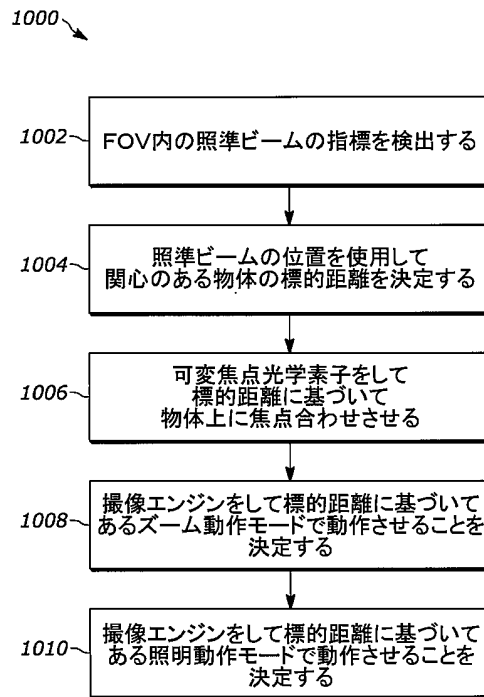 1000
1002
FOV内の照準ビームの指標を検出する
1004
照準ビームの位置を使用して
関心のある物体の標的距離を決定する
1006
可変焦点光学素子をして
標的距離に基づいて
物体上に焦点合わせさせる
1008
撮像エンジンをして標的距離に基づいて
あるズーム動作モードで動作させることを
決定する
1010
撮像エンジンをして標的距離に基づいて
ある照明動作モードで動作させることを
決定する